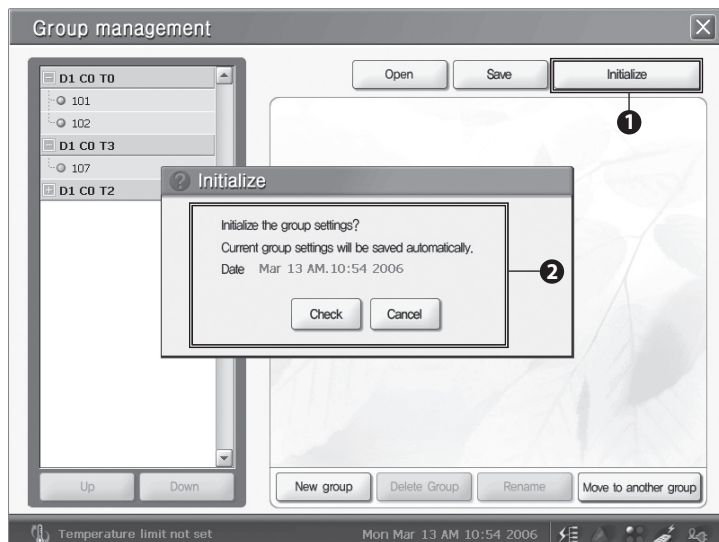 Group management
D1 C0 T0
101
102
D1 C0 T3
107
D1 C0 T2
Open
Save
Initialize
1
Initialize
Initialize the group settings?
Current group settings will be saved automatically.
Date Mar 13 AM.10:54 2006
2
Check
Cancel
Up
Down
New group
Delete Group
Rename
Move to another group
Temperature limit not set
Mon Mar 13 AM 10:54 2006